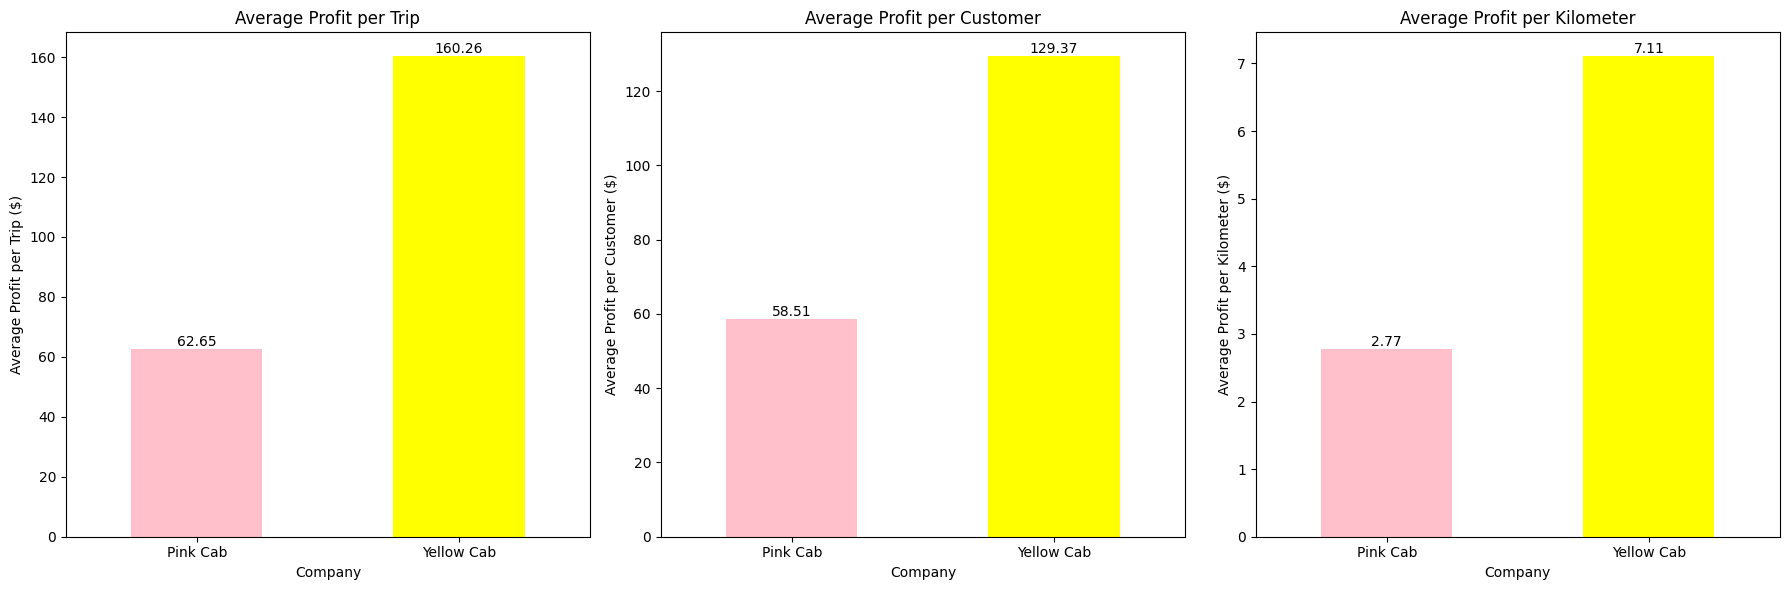 Average Profit per Trip
Average Profit per Trip ($)
160
140
120
100
80
60
40
20
0
62.65
160.26
Pink Cab
Yellow Cab
Company
Average Profit per Customer
Average Profit per Customer ($)
120
100
80
60
40
20
0
58.51
129.37
Pink Cab
Yellow Cab
Company
Average Profit per Kilometer
Average Profit per Kilometer ($)
7
6
5
4
3
2
1
0
2.77
7.11
Pink Cab
Yellow Cab
Company